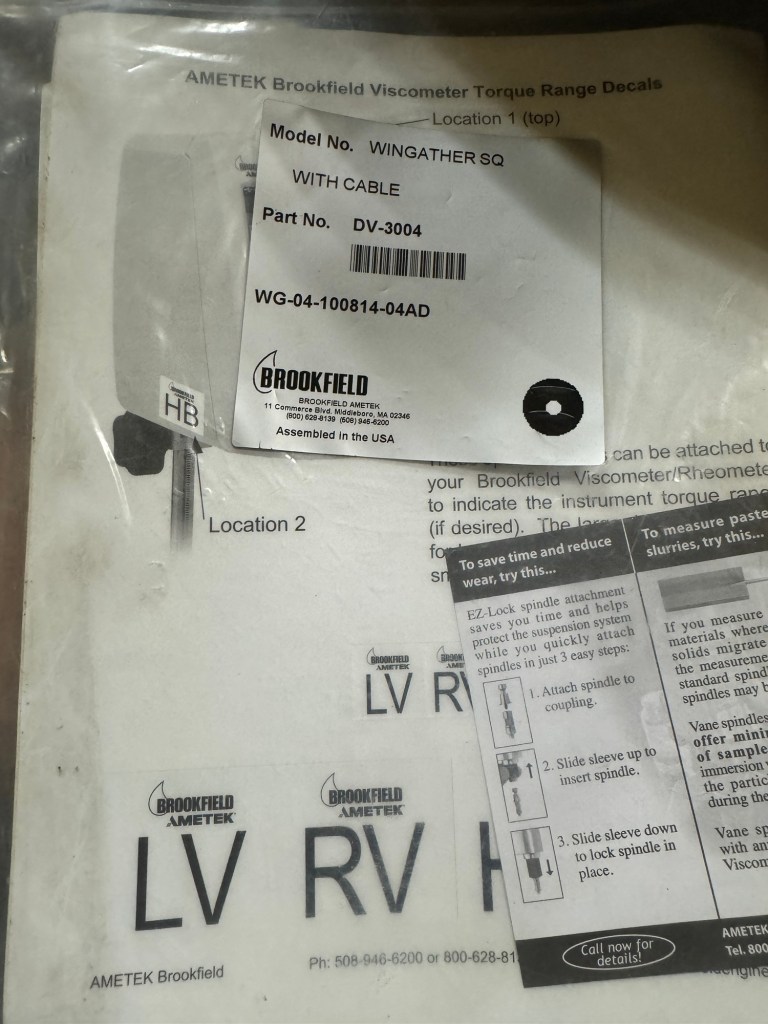 AMETEK Brookfield Viscometer Torque Range Decals
Location 1 (top)
Model No. WINGATHER SQ
WITH CABLE
Part No. DV-3004
WG-04-100814-04AD
BROOKFIELD
BROOKFIELD AMETEK
11 Commerce Blvd. Middleboro, MA 02346
(800) 628-8139 (508) 946-6200
Assembled in the USA
HB
Location 2
can be attached to
your Brookfield Viscometer/Rheomete
to indicate the instrument torque rang
(if desired). The
BROOKFIELD
AMETEK
LV
RV
BROOKFIELD
AMETEK
LV
BROOKFIELD
AMETEK
RV
AMETEK Brookfield
Ph: 508-946-6200 or 800-628-81
To save time and reduce
wear, try this...
EZ-Lock spindle attachment
saves you time and helps
protect the suspension system
while you quickly attach
spindles in just 3 easy steps:
1. Attach spindle to
coupling.
2. Slide sleeve up to
insert spindle.
3. Slide sleeve down
to lock spindle in
place.
Call now for
details!
To measure paste
slurries, try this...
If you measure
materials where
solids migrate
the measureme
standard spind
spindles may b
Vane spindles
offer mini
of sample
immersion
the partic
during the
Vane sp
with an
Viscom
AMETEK
Tel. 800